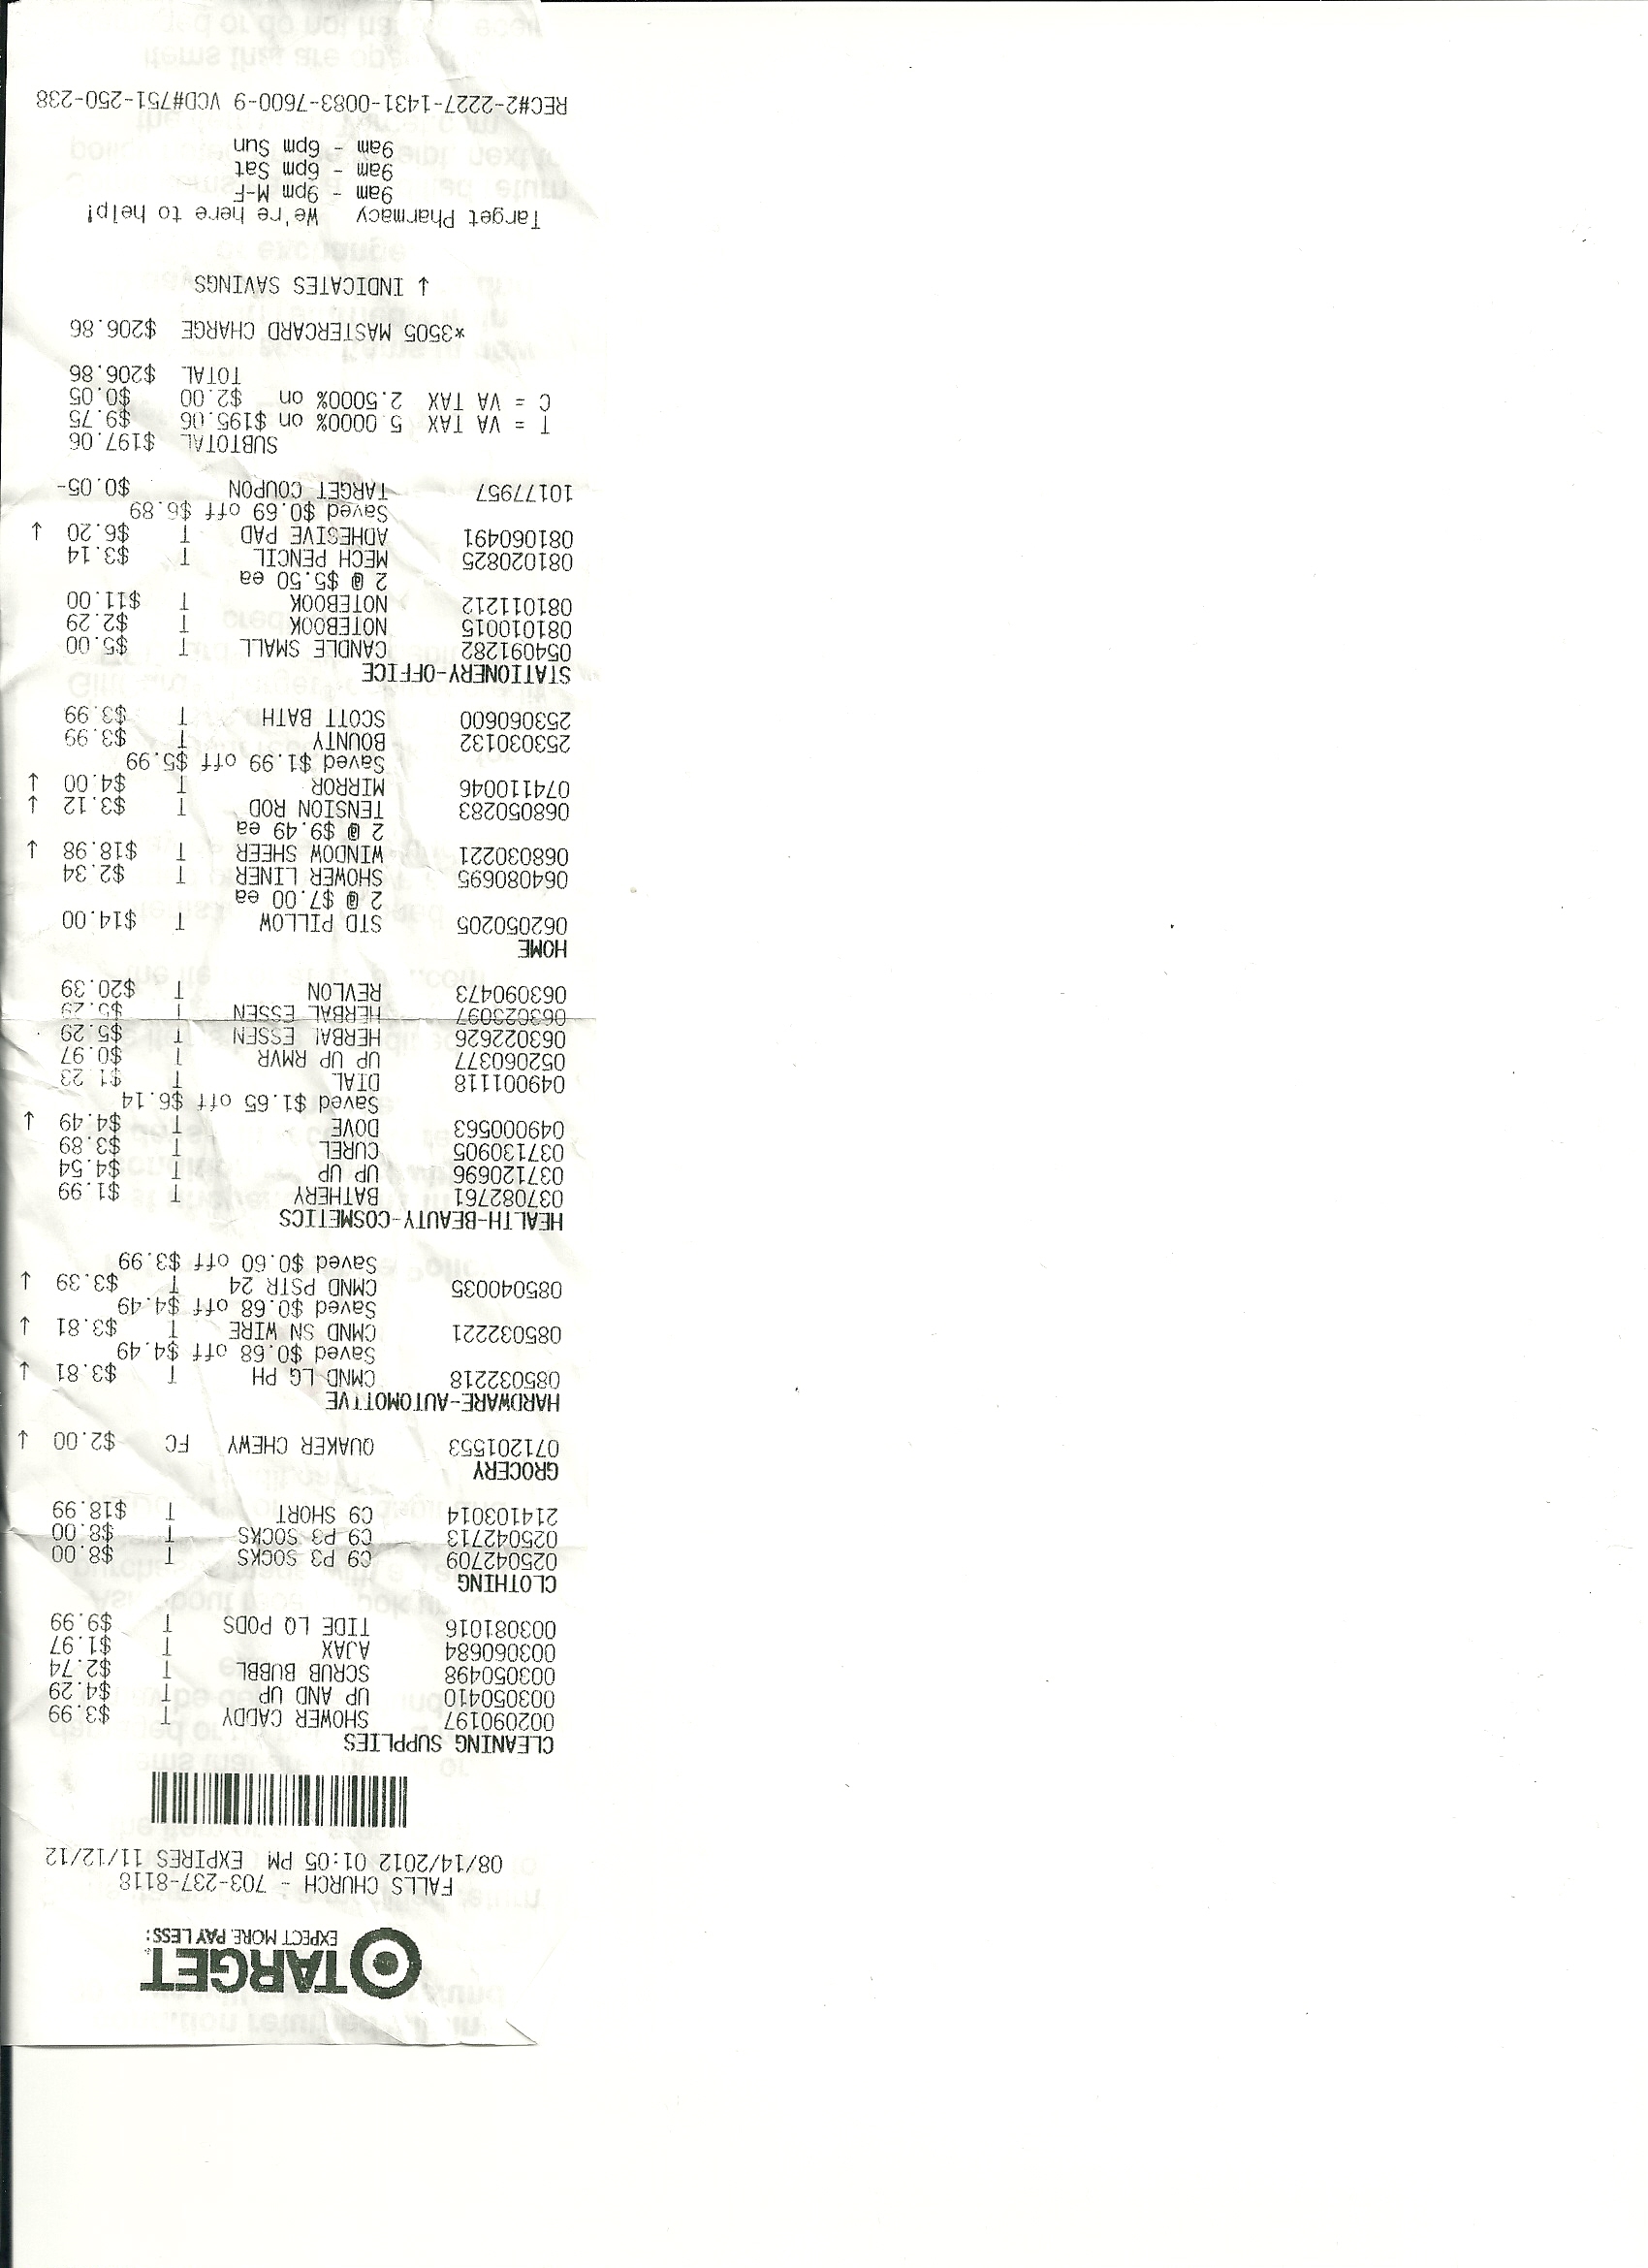 TARGET
EXPECT MORE. PAY LESS.
FALLS CHURCH - 703-237-8118
08/14/2012 01:05 PM EXPIRES 11/12/12
CLEANING SUPPLIES
002090197 SHOWER CADDY T $3.99
003050410 UP AND UP T $4.29
003050498 SCRUB BUBBL T $2.74
003060684 AJAX T $1.97
003081016 TIDE LQ PODS T $9.99
CLOTHING
025042709 C9 P3 SOCKS T $8.00
025042713 C9 P3 SOCKS T $8.00
214103014 C9 SHORT T $18.99
GROCERY
071201553 QUAKER CHEWY FC $2.00 ↓
HARDWARE-AUTOMOTIVE
085032218 CMND LG PH T $3.81 ↓
Saved $0.68 off $4.49
085032221 CMND SN WIRE T $3.81 ↓
Saved $0.68 off $4.49
085040035 CMND PSTR 24 T $3.39 ↓
Saved $0.60 off $3.99
HEALTH-BEAUTY-COSMETICS
037082761 BATHERY T $1.99
037120696 UP UP T $4.54
037130905 CUREL T $3.89
049000563 DOVE T $4.49 ↓
Saved $1.65 off $6.14
049001118 DIAL T $1.23
052060377 UP UP RMVR T $0.97
063022626 HERBAL ESSEN T $5.29
063023097 HERBAL ESSEN T $5.29
063090473 REVLON T $20.39
HOME
062050205 STD PILLOW T $14.00
2 @ $7.00 ea
064080695 SHOWER LINER T $2.34
068030221 WINDOW SHEER T $18.98 ↓
2 @ $9.49 ea
068050283 TENSION ROD T $3.12 ↓
074110046 MIRROR T $4.00 ↓
Saved $1.99 off $5.99
253030132 BOUNTY T $3.99
253060600 SCOTT BATH T $3.99
STATIONERY-OFFICE
054091282 CANDLE SMALL T $5.00
081010015 NOTEBOOK T $2.29
081011212 NOTEBOOK T $11.00
2 @ $5.50 ea
081020825 MECH PENCIL T $3.14
081060491 ADHESIVE PAD T $6.20 ↓
Saved $0.69 off $6.89
10177957 TARGET COUPON $0.05-
SUBTOTAL $197.06
T = VA TAX 5.0000% on $195.06 $9.75
C = VA TAX 2.5000% on $2.00 $0.05
TOTAL $206.86
*3505 MASTERCARD CHARGE $206.86
↓ INDICATES SAVINGS
Target Pharmacy We're here to help!
9am - 9pm M-F
9am - 6pm Sat
9am - 6pm Sun
REC#2-2227-1431-0083-7600-9 VCD#751-250-238